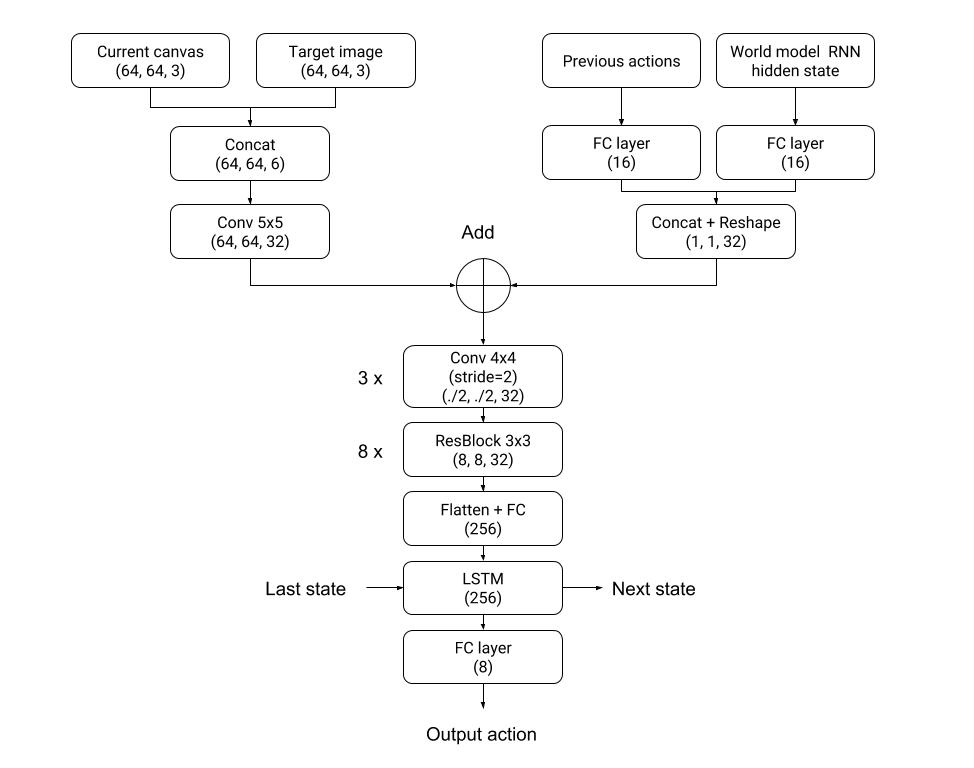 Current canvas
(64, 64, 3)
Target image
(64, 64, 3)
Previous actions
World model RNN
hidden state
Concat
(64, 64, 6)
FC layer
(16)
FC layer
(16)
Conv 5x5
(64, 64, 32)
Concat + Reshape
(1, 1, 32)
Add
3 x
Conv 4x4
(stride=2)
(./2, ./2, 32)
8 x
ResBlock 3x3
(8, 8, 32)
Flatten + FC
(256)
Last state
LSTM
(256)
Next state
FC layer
(8)
Output action